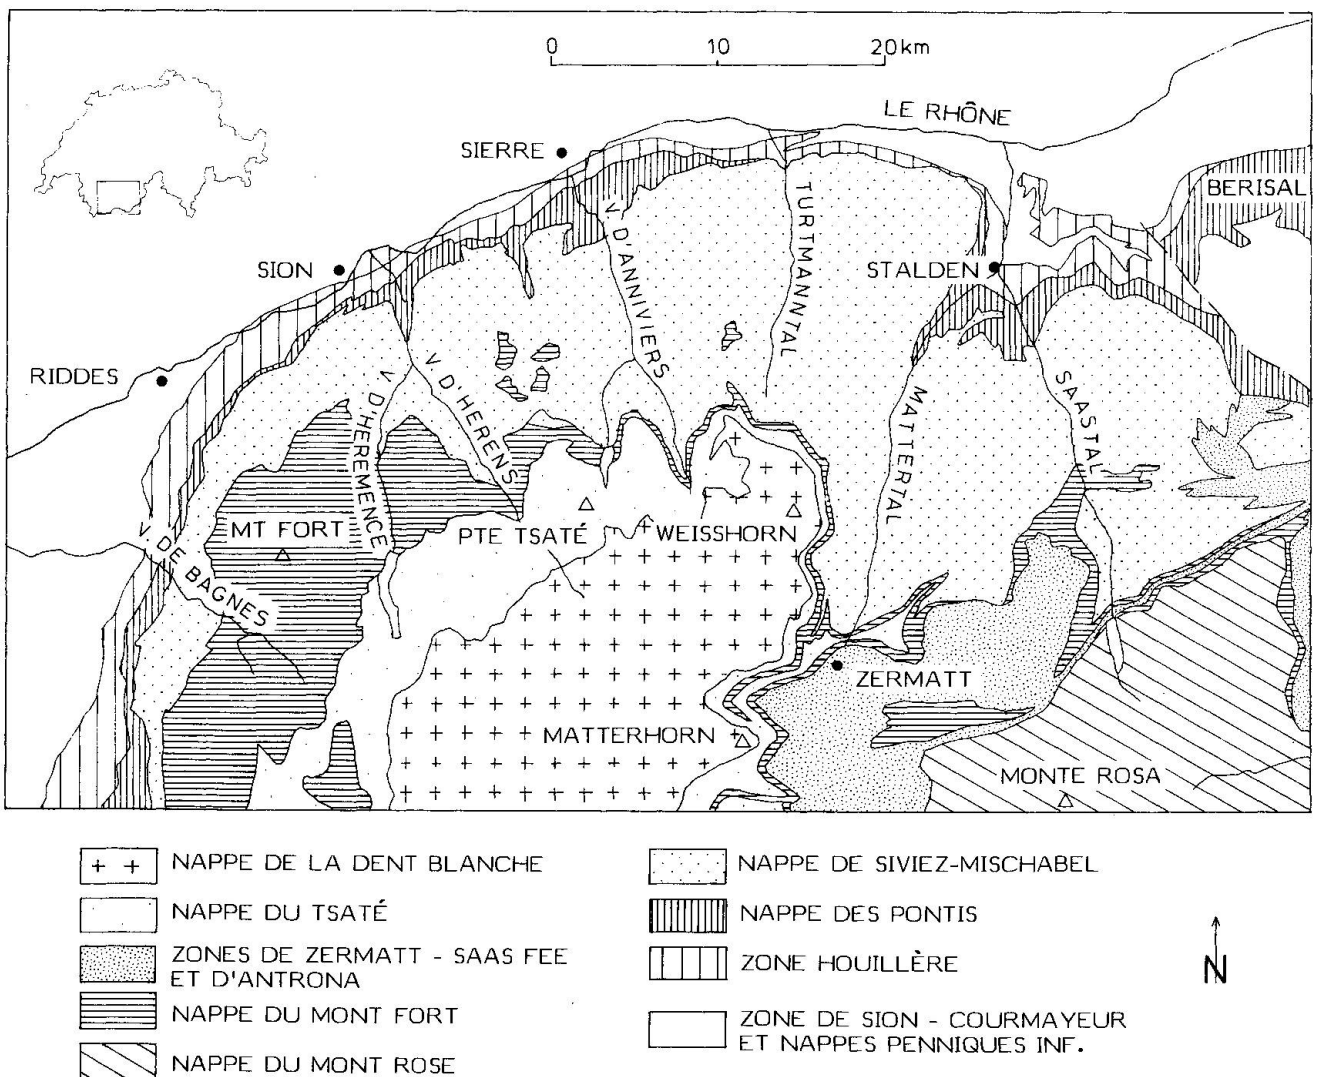 0 10 20 km
LE RHÔNE
SIERRE
BERISAL
TURTMANNTAL
V. D'ANNIVIERS
SION
STALDEN
RIDDES
V. D'HEREMENCE
V. D'HERENS
MATTERTAL
SAASTAL
MT FORT
PTE TSATÉ
WEISSHORN
V. DE BAGNES
ZERMATT
MATTERHORN
MONTE ROSA
NAPPE DE LA DENT BLANCHE
NAPPE DU TSATÉ
ZONES DE ZERMATT - SAAS FEE
ET D'ANTRONA
NAPPE DU MONT FORT
NAPPE DU MONT ROSE
NAPPE DE SIVIEZ-MISCHABEL
NAPPE DES PONTIS
ZONE HOUILLÈRE
ZONE DE SION - COURMAYEUR
ET NAPPES PENNIQUES INF.
N